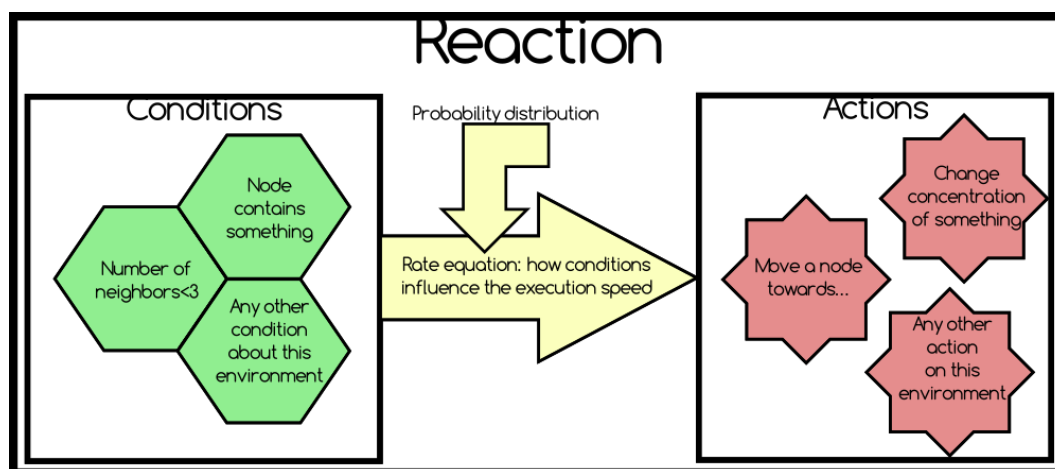 Reaction
Conditions
Node
contains
something
Number of
neighbors<3
Any other
condition
about this
environment
Probability distribution
Rate equation: how conditions
influence the execution speed
Actions
Change
concentration
of something
Move a node
towards...
Any other
action
on this
environment